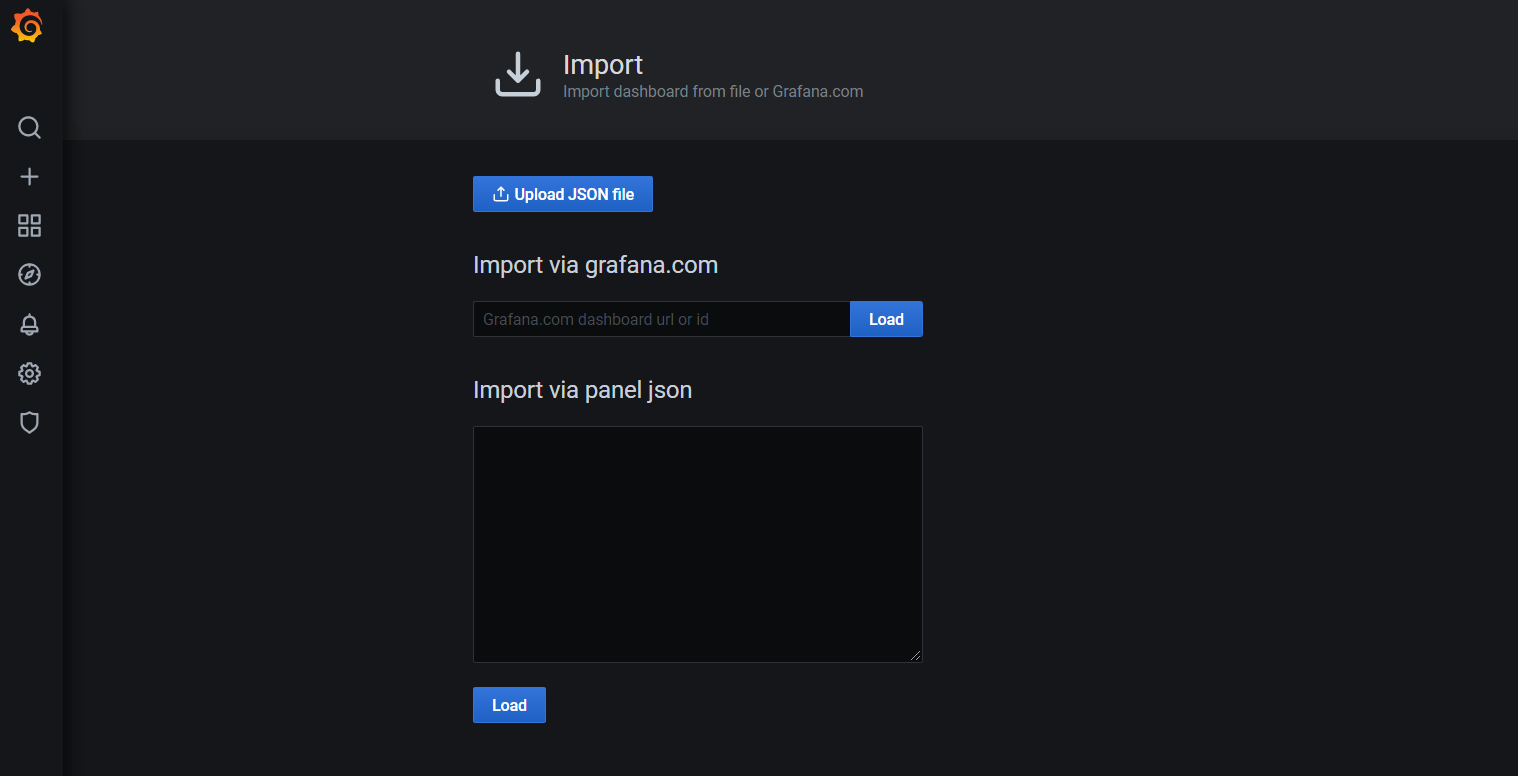 Import
Import dashboard from file or Grafana.com
Upload JSON file
Import via grafana.com
Grafana.com dashboard url or id
Load
Import via panel json
Load